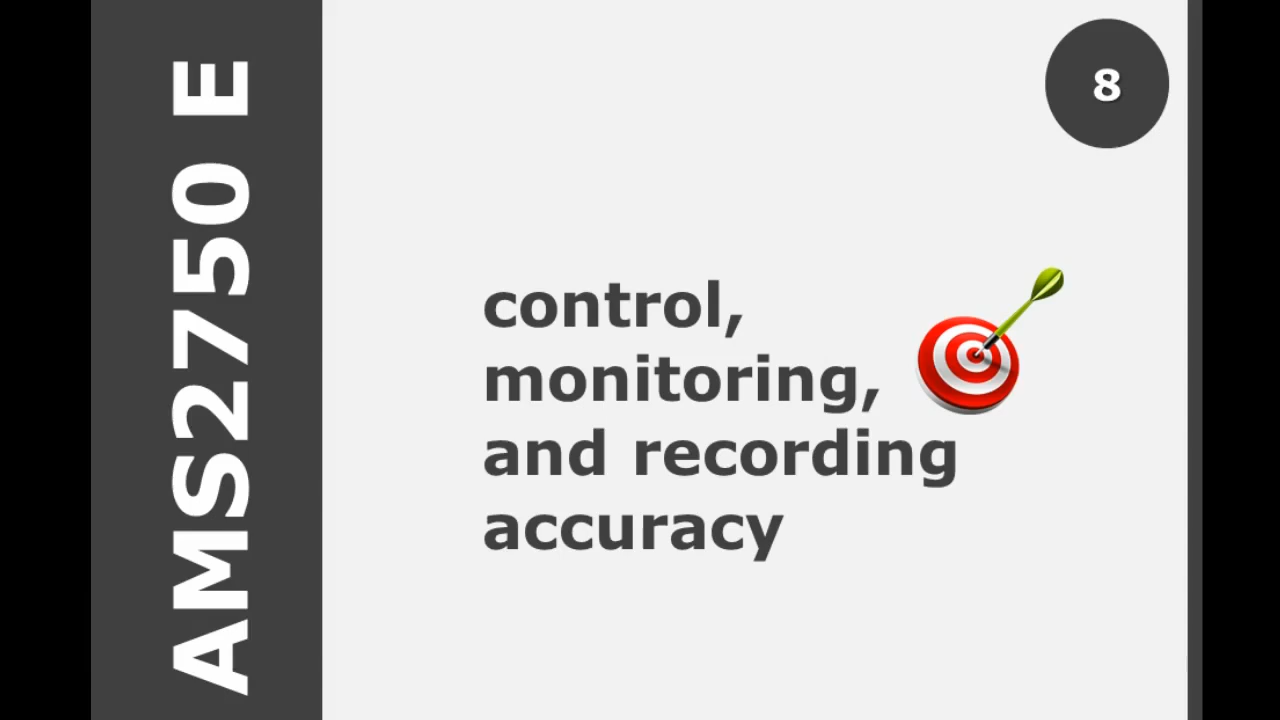 AMS2750 E
8
control,
monitoring,
and recording
accuracy